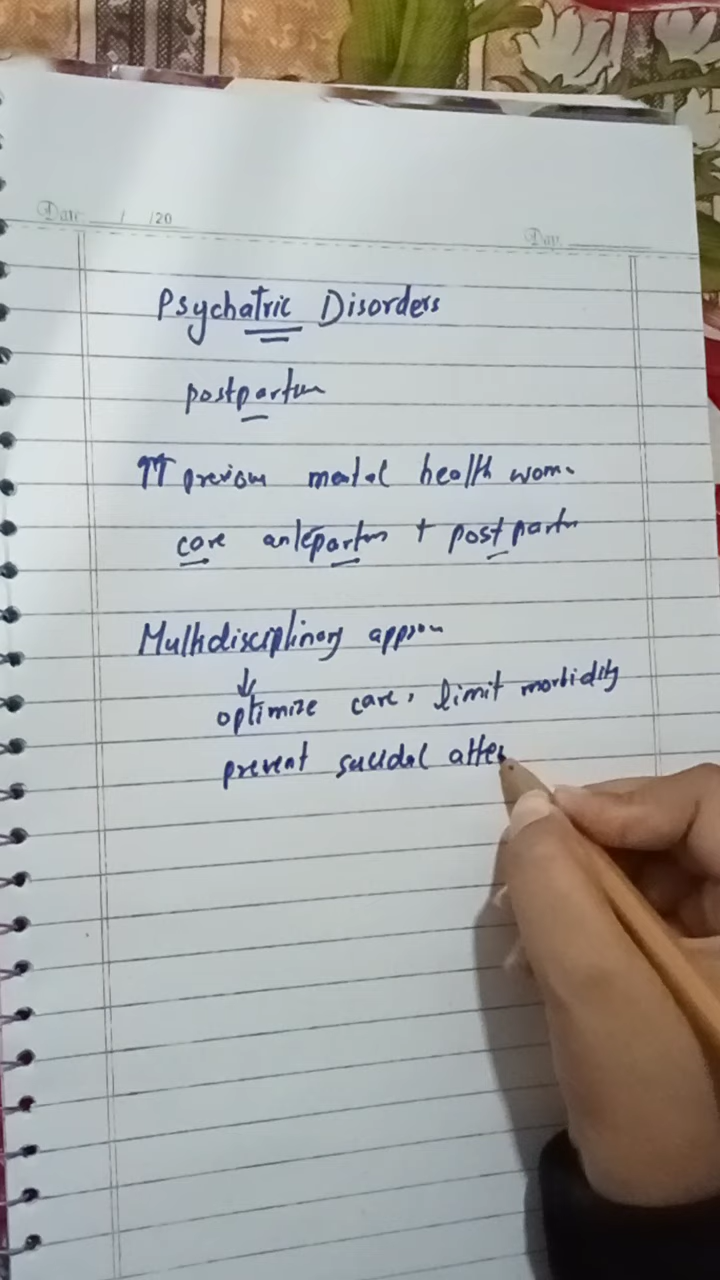 Date / /20
Day
Psychatric Disorders
postpartum
↑↑ previous mental health wom.
care antepartum + postpartum
Multidisciplinary approa
↓
optimize care, limit morbidity
prevent suicidal atte